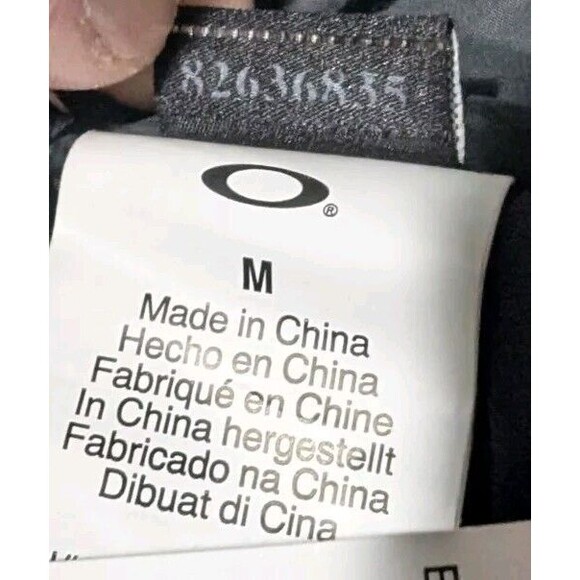 82636835
®
M
Made in China
Hecho en China
Fabriqué en Chine
In China hergestellt
Fabricado na China
Dibuat di Cina